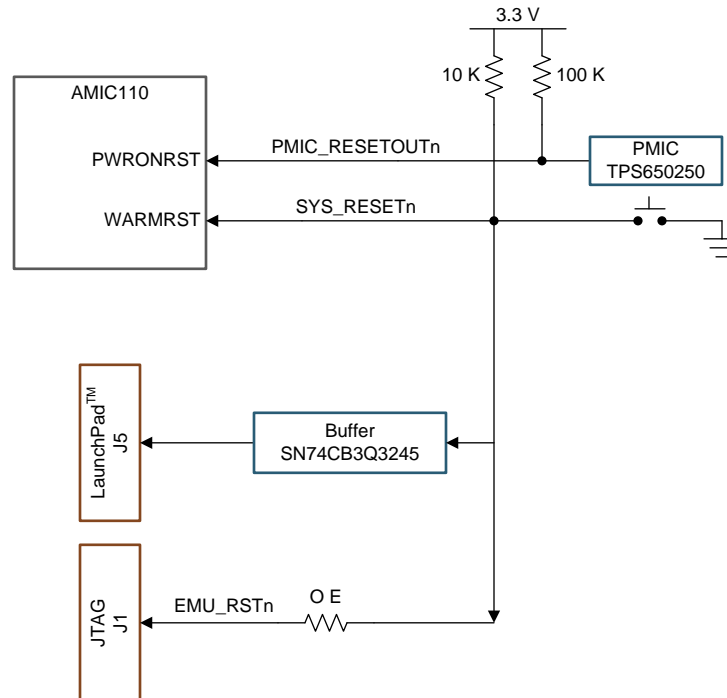 3.3 V
10 K
100 K
AMIC110
PWRONRST
PMIC_RESETOUTn
PMIC
TPS650250
WARMRST
SYS_RESETn
LaunchPad™
J5
Buffer
SN74CB3Q3245
JTAG
J1
EMU_RSTn
O E